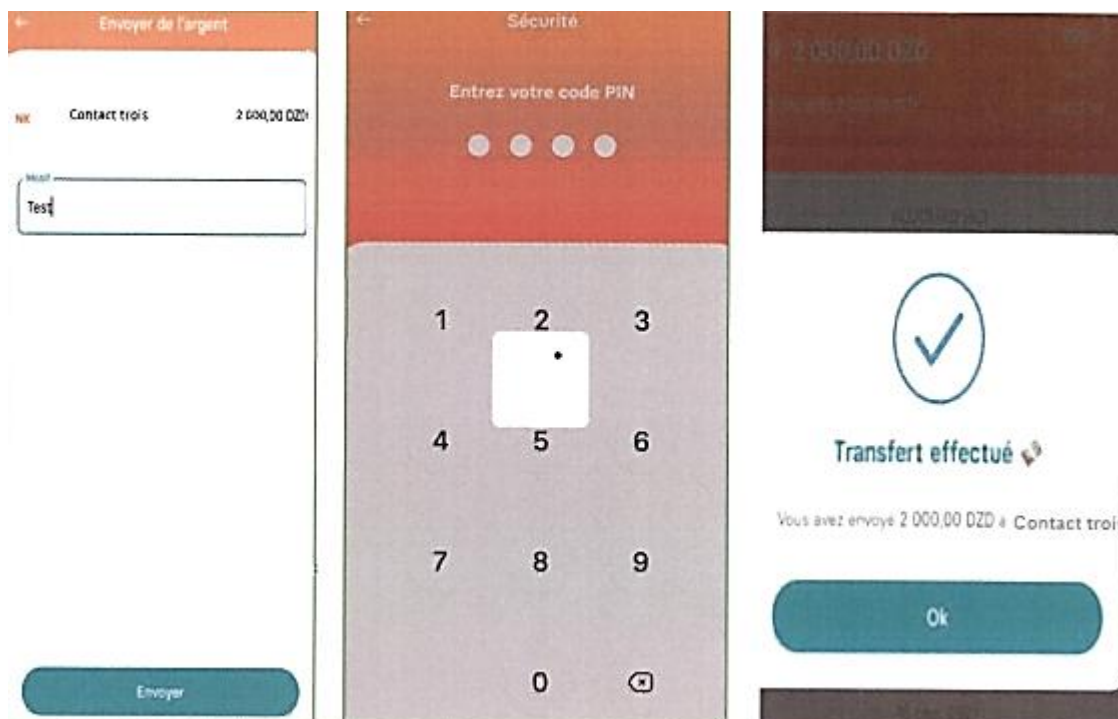 Envoyer de l'argent
NK Contact trois 2 000,00 DZD
Motif
Test
Envoyer
Sécurité
Entrez votre code PIN
1 2 3
4 5 6
7 8 9
0
2 000,00 DZD
Transfert effectué
Vous avez envoyé 2 000,00 DZD à Contact troi
Ok